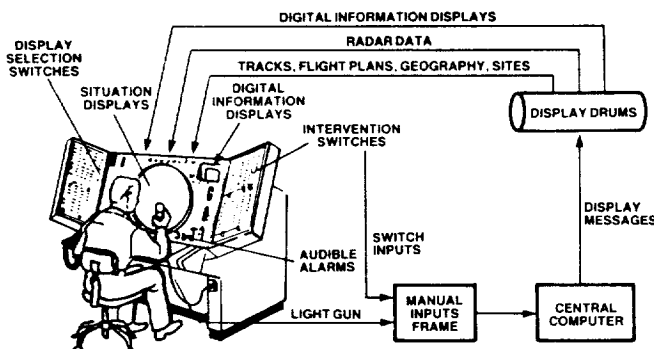 DIGITAL INFORMATION DISPLAYS
RADAR DATA
TRACKS, FLIGHT PLANS, GEOGRAPHY, SITES
DISPLAY
SELECTION
SWITCHES
SITUATION
DISPLAYS
DIGITAL
INFORMATION
DISPLAYS
INTERVENTION
SWITCHES
DISPLAY DRUMS
DISPLAY
MESSAGES
SWITCH
INPUTS
AUDIBLE
ALARMS
LIGHT GUN
MANUAL
INPUTS
FRAME
CENTRAL
COMPUTER